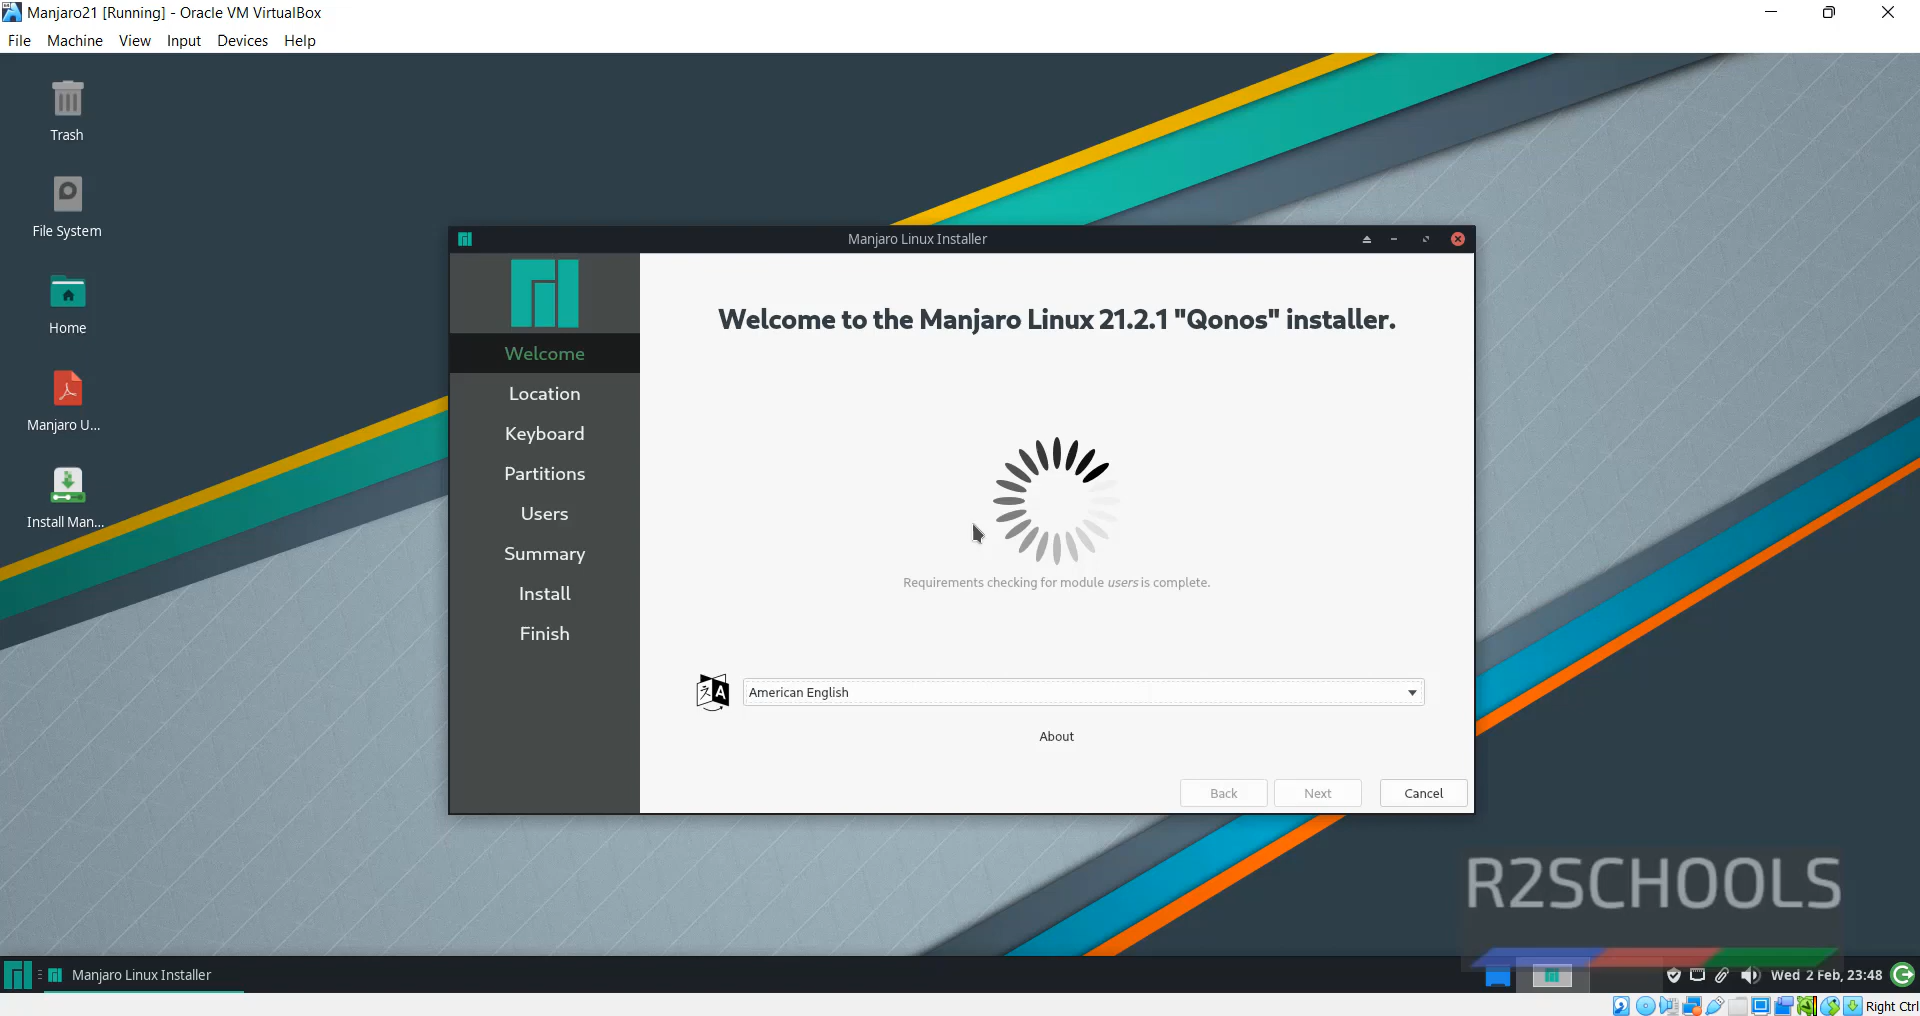 Manjaro21 [Running] - Oracle VM VirtualBox
File Machine View Input Devices Help
Trash
File System
Home
Manjaro U...
Install Man...
Manjaro Linux Installer
Welcome
Location
Keyboard
Partitions
Users
Summary
Install
Finish
Welcome to the Manjaro Linux 21.2.1 "Qonos" installer.
Requirements checking for module users is complete.
American English
About
Back Next Cancel
R2SCHOOLS
Manjaro Linux Installer
Wed 2 Feb, 23:48
Right Ctrl